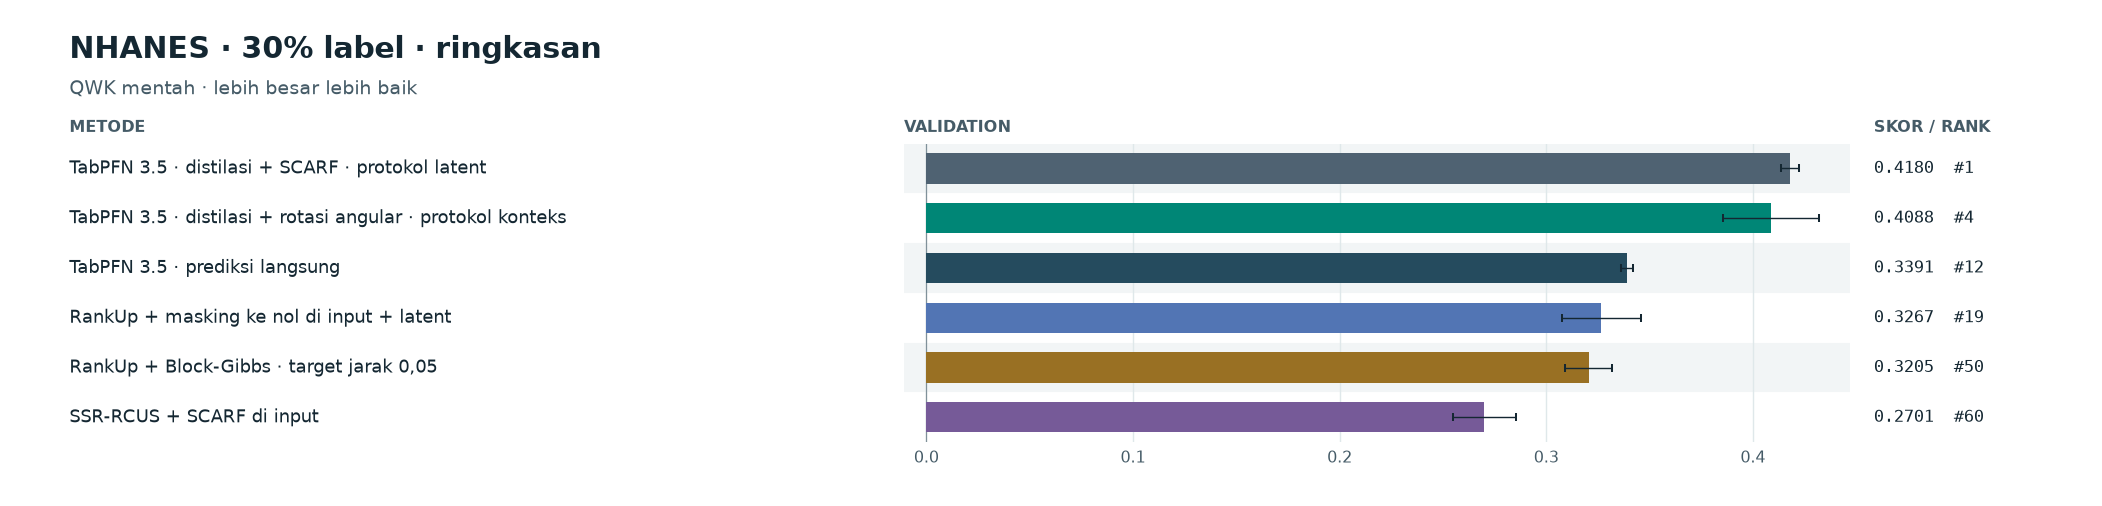 NHANES · 30% label · ringkasan
QWK mentah · lebih besar lebih baik
METODE VALIDATION SKOR / RANK
TabPFN 3.5 · distilasi + SCARF · protokol latent 0.4180 #1
TabPFN 3.5 · distilasi + rotasi angular · protokol konteks 0.4088 #4
TabPFN 3.5 · prediksi langsung 0.3391 #12
RankUp + masking ke nol di input + latent 0.3267 #19
RankUp + Block-Gibbs · target jarak 0,05 0.3205 #50
SSR-RCUS + SCARF di input 0.2701 #60
0.0 0.1 0.2 0.3 0.4